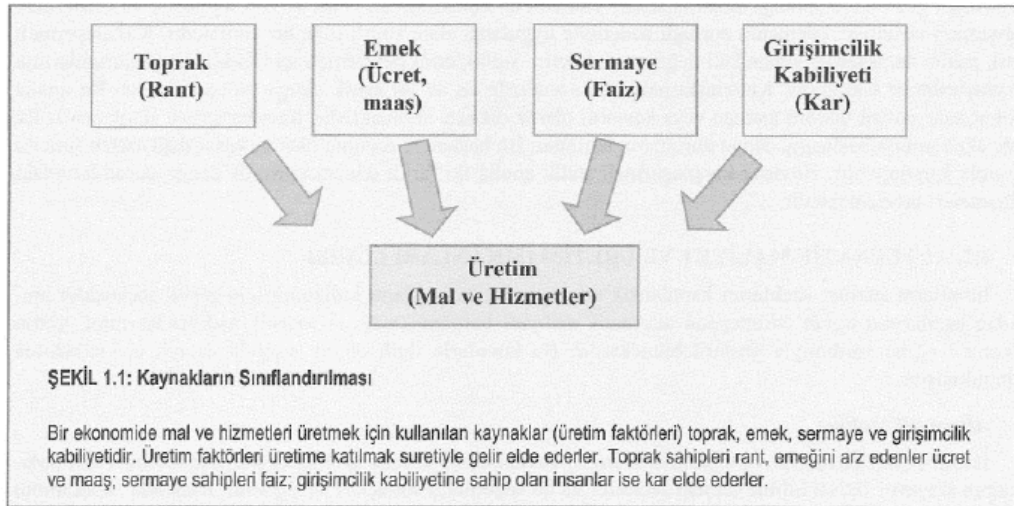 Toprak
(Rant)
Emek
(Ücret,
maaş)
Sermaye
(Faiz)
Girişimcilik
Kabiliyeti
(Kar)
Üretim
(Mal ve Hizmetler)
ŞEKİL 1.1: Kaynakların Sınıflandırılması
Bir ekonomide mal ve hizmetleri üretmek için kullanılan kaynaklar (üretim faktörleri) toprak, emek, sermaye ve girişimcilik
kabiliyetidir. Üretim faktörleri üretime katılmak suretiyle gelir elde ederler. Toprak sahipleri rant, emeğini arz edenler ücret
ve maaş; sermaye sahipleri faiz; girişimcilik kabiliyetine sahip olan insanlar ise kar elde ederler.